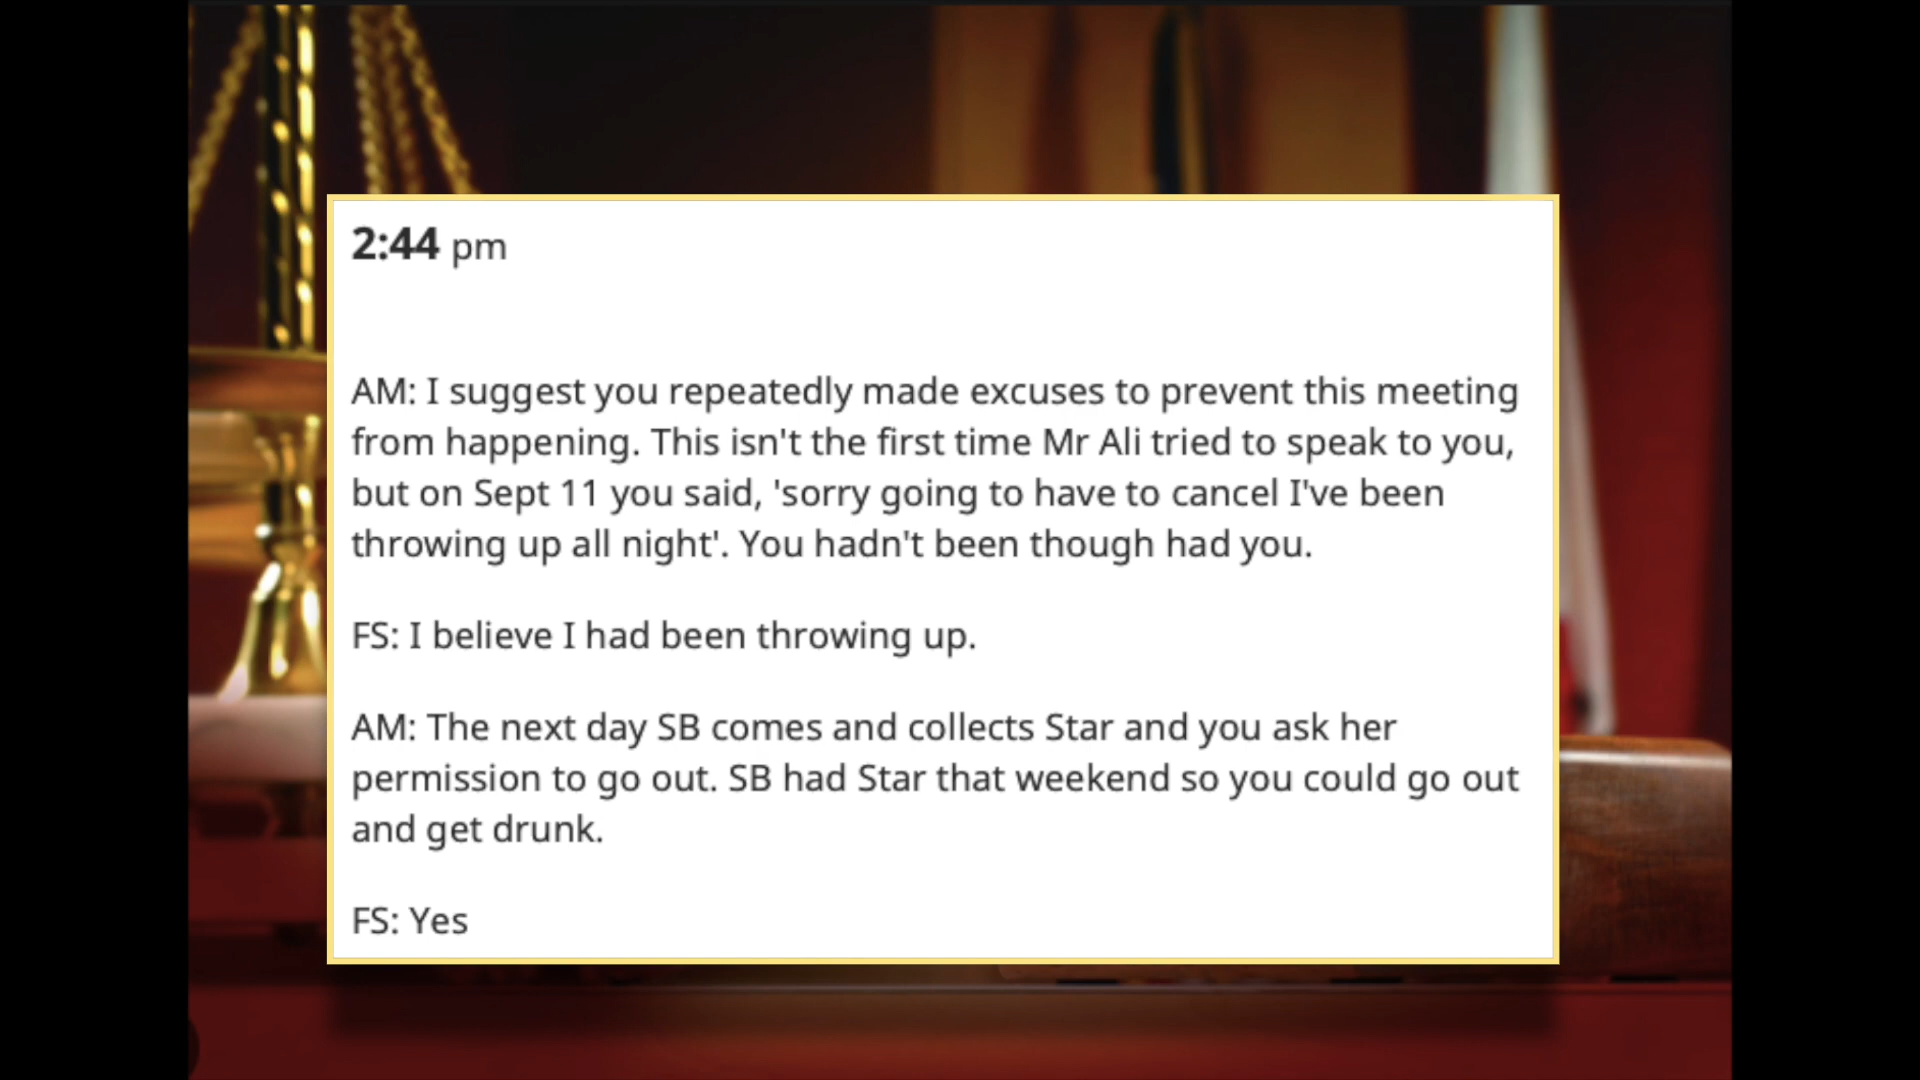 2:44 pm
AM: I suggest you repeatedly made excuses to prevent this meeting
from happening. This isn't the first time Mr Ali tried to speak to you,
but on Sept 11 you said, 'sorry going to have to cancel I've been
throwing up all night'. You hadn't been though had you.
FS: I believe I had been throwing up.
AM: The next day SB comes and collects Star and you ask her
permission to go out. SB had Star that weekend so you could go out
and get drunk.
FS: Yes